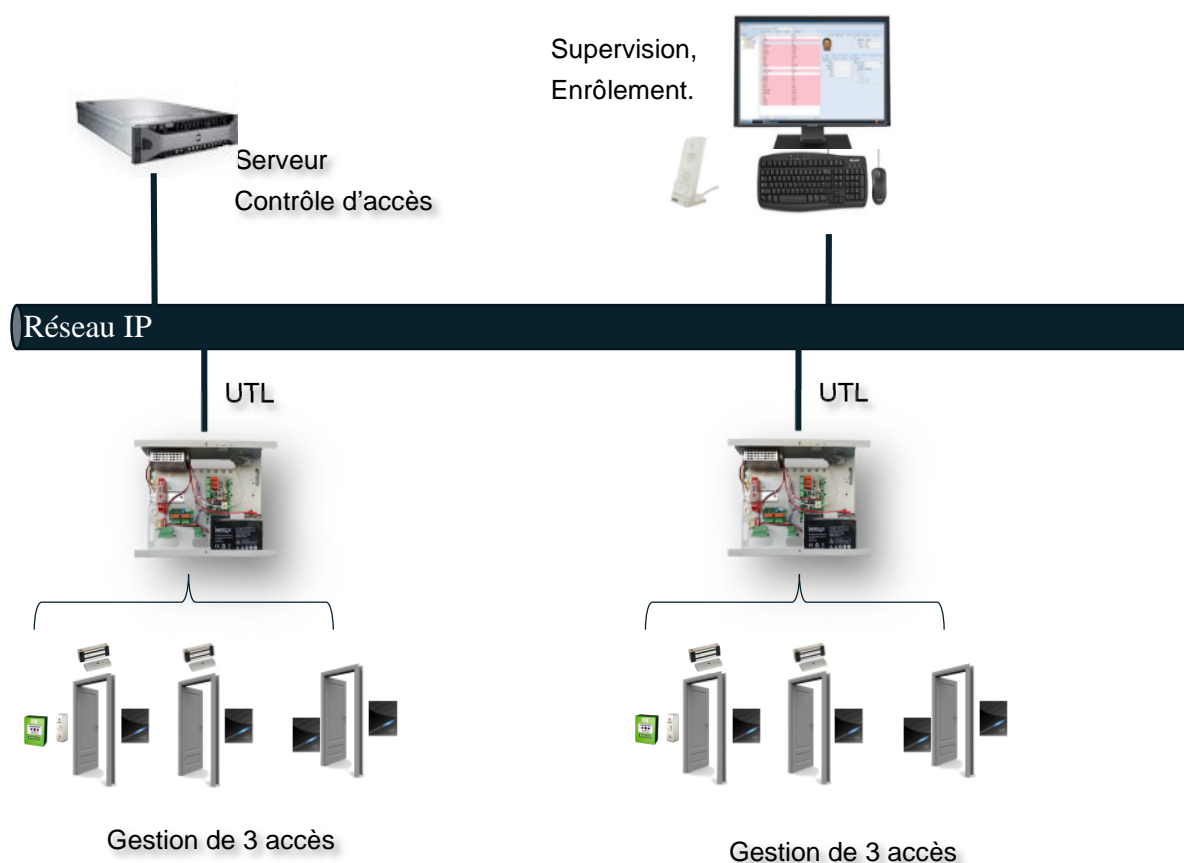 Supervision,
Enrôlement.
Serveur
Contrôle d'accès
Réseau IP
UTL
UTL
Gestion de 3 accès
Gestion de 3 accès